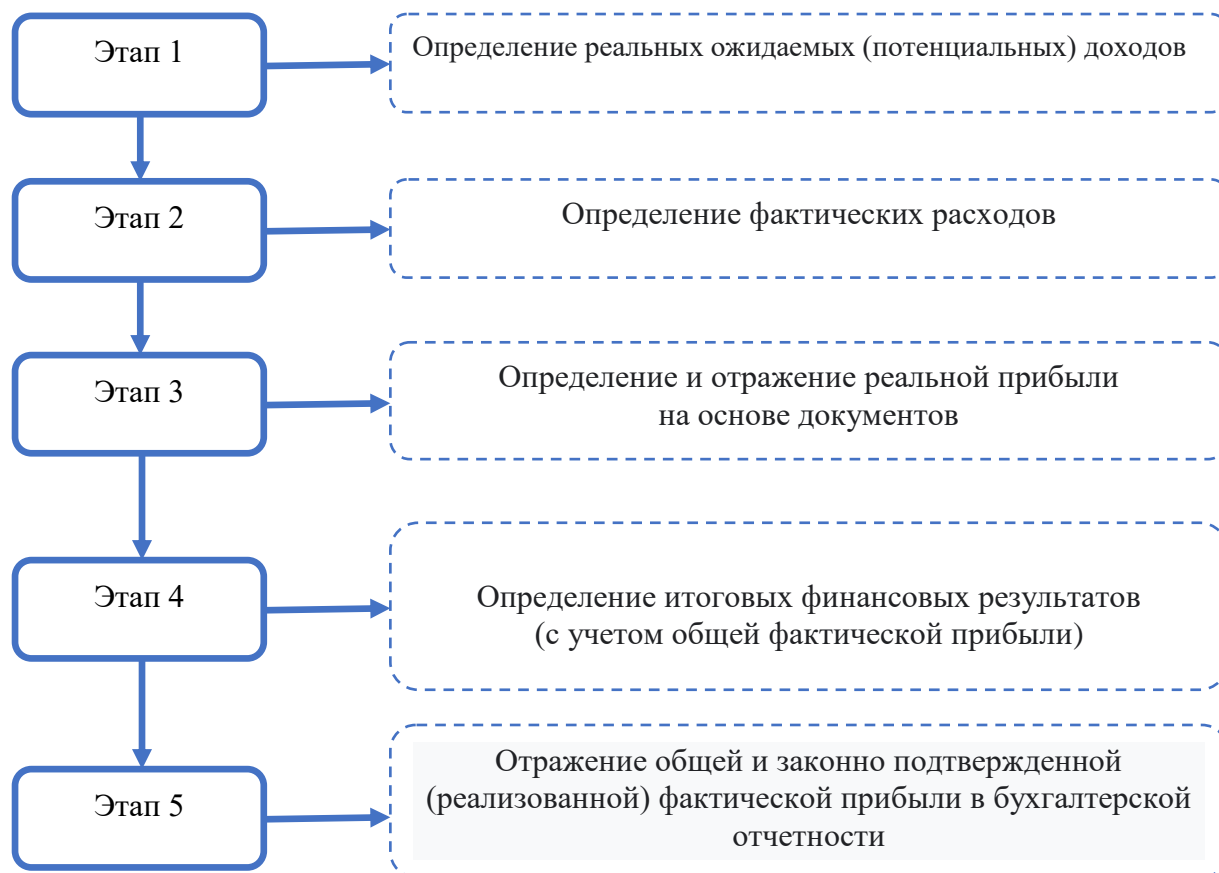 Этап 1
Определение реальных ожидаемых (потенциальных) доходов
Этап 2
Определение фактических расходов
Этап 3
Определение и отражение реальной прибыли
на основе документов
Этап 4
Определение итоговых финансовых результатов
(с учетом общей фактической прибыли)
Этап 5
Отражение общей и законно подтвержденной
(реализованной) фактической прибыли в бухгалтерской
отчетности